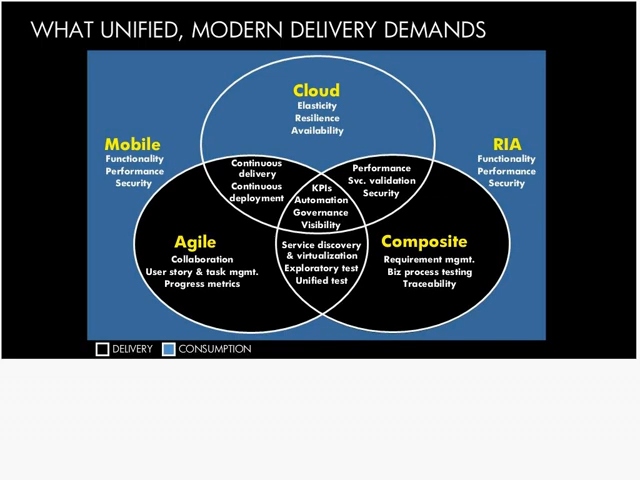 WHAT UNIFIED, MODERN DELIVERY DEMANDS
Cloud
Elasticity
Resilience
Availability
Mobile
Functionality
Performance
Security
RIA
Functionality
Performance
Security
Continuous
delivery
Continuous
deployment
Performance
Svc. validation
Security
KPIs
Automation
Governance
Visibility
Agile
Collaboration
User story & task mgmt.
Progress metrics
Service discovery
& virtualization
Exploratory test
Unified test
Composite
Requirement mgmt.
Biz process testing
Traceability
DELIVERY
CONSUMPTION